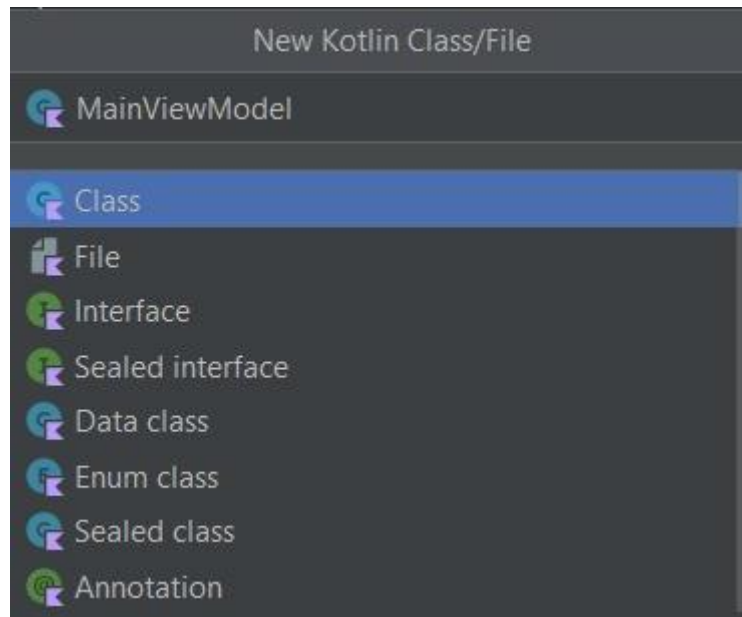 New Kotlin Class/File
MainViewModel
Class
File
Interface
Sealed interface
Data class
Enum class
Sealed class
Annotation